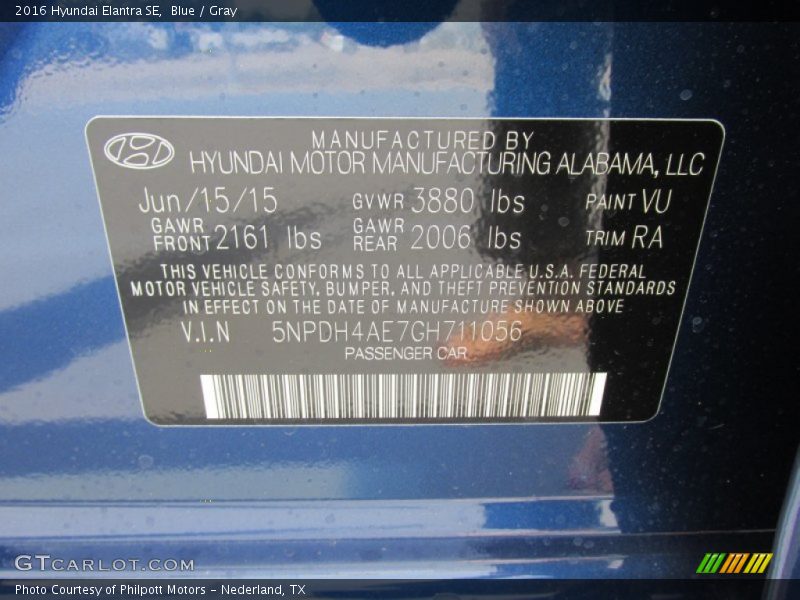 2016 Hyundai Elantra SE, Blue / Gray
MANUFACTURED BY
HYUNDAI MOTOR MANUFACTURING ALABAMA, LLC
Jun/15/15 GVWR 3880 lbs PAINT VU
GAWR FRONT 2161 lbs GAWR REAR 2006 lbs TRIM RA
THIS VEHICLE CONFORMS TO ALL APPLICABLE U.S.A. FEDERAL
MOTOR VEHICLE SAFETY, BUMPER, AND THEFT PREVENTION STANDARDS
IN EFFECT ON THE DATE OF MANUFACTURE SHOWN ABOVE
V.I.N 5NPDH4AE7GH711056
PASSENGER CAR
GTCARLOT.COM
Photo Courtesy of Philpott Motors - Nederland, TX